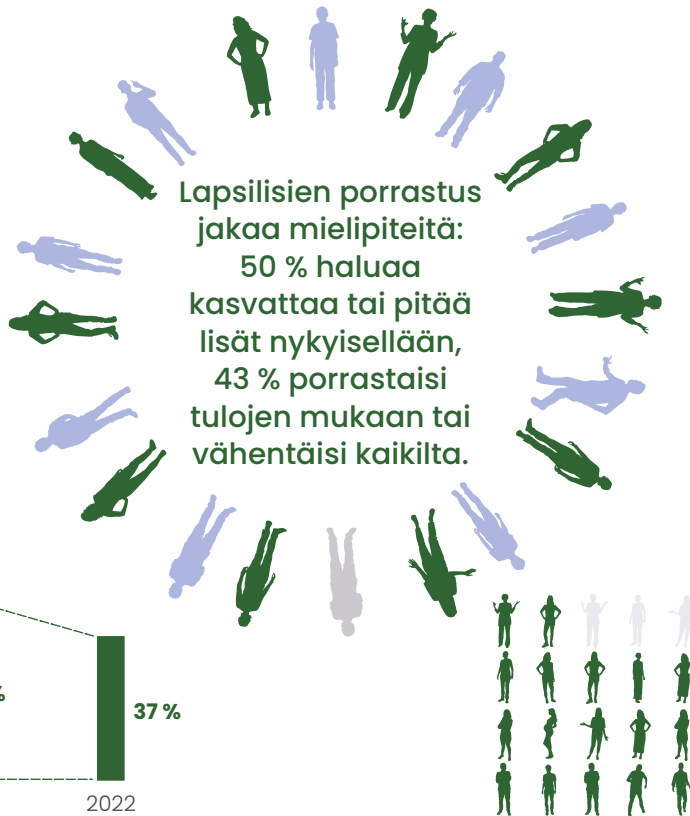 Lapsilisien porrastus
jakaa mielipiteitä:
50 % haluaa
kasvattaa tai pitää
lisät nykyisellään,
43 % porrastaisi
tulojen mukaan tai
vähentäisi kaikilta.
%
37 %
2022